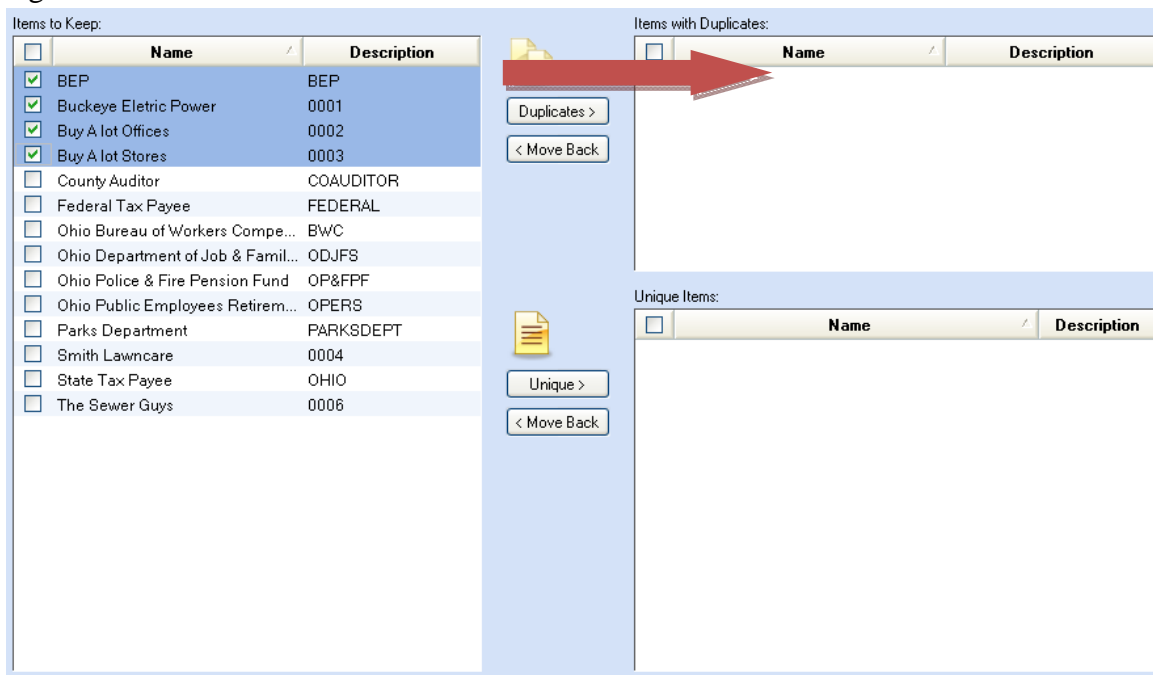 Items to Keep:
Name Description
BEP BEP
Buckeye Eletric Power 0001
Buy A lot Offices 0002
Buy A lot Stores 0003
County Auditor COAUDITOR
Federal Tax Payee FEDERAL
Ohio Bureau of Workers Compe... BWC
Ohio Department of Job & Famil... ODJFS
Ohio Police & Fire Pension Fund OP&FPF
Ohio Public Employees Retirem... OPERS
Parks Department PARKSDEPT
Smith Lawncare 0004
State Tax Payee OHIO
The Sewer Guys 0006
Duplicates >
< Move Back
Unique >
< Move Back
Items with Duplicates:
Name Description
Unique Items:
Name Description